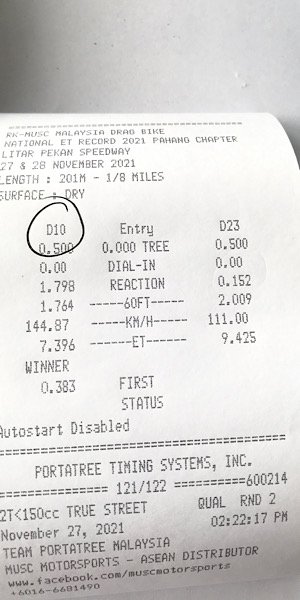 RK-MUSC MALAYSIA DRAG BIKE
NATIONAL ET RECORD 2021 PAHANG CHAPTER
LITAR PEKAN SPEEDWAY
27 & 28 NOVEMBER 2021
LENGTH : 201M - 1/8 MILES
SURFACE : DRY
D10 Entry D23
0.500 0.000 TREE 0.500
0.00 DIAL-IN 0.00
1.798 REACTION 0.152
1.764 -----60FT----- 2.009
144.87 -----KM/H----- 111.00
7.396 ------ET------ 9.425
WINNER
0.383 FIRST
STATUS
Autostart Disabled
PORTATREE TIMING SYSTEMS, INC.
============== 121/122 ==========600214
2T<150cc TRUE STREET QUAL RND 2
November 27, 2021 02:22:17 PM
TEAM PORTATREE MALAYSIA
MUSC MOTORSPORTS - ASEAN DISTRIBUTOR
www.facebook.com/muscmotorsports
+6016-6681490